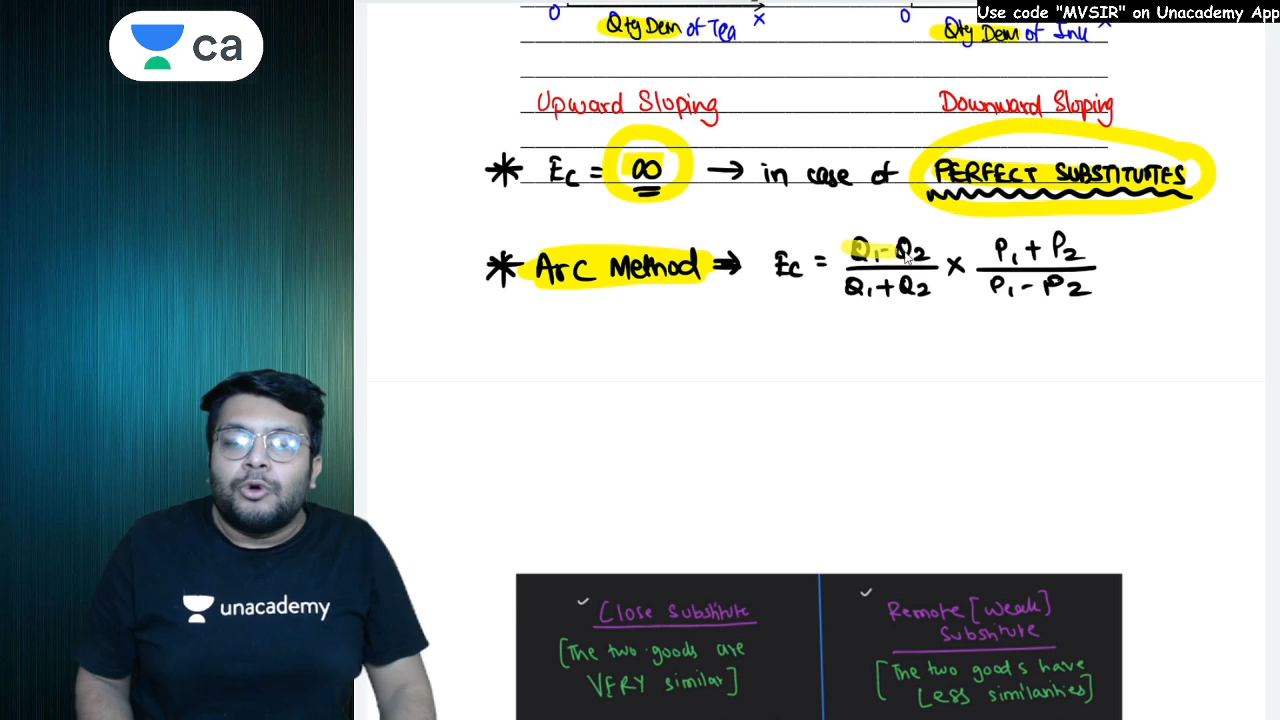 ca
Use code "MVSIR" on Unacademy App
O
X
Qty Dem of Tea
O
Qty Dem of Ink
X
Upward Sloping
Downward Sloping
* Ec = ∞ → in case of PERFECT SUBSTITUTES
* Arc Method ⇒ Ec = Q1 - Q2 / Q1 + Q2 × P1 + P2 / P1 - P2
unacademy
✓ Close Substitute
[The two goods are
VERY similar]
✓ Remote [Weak]
Substitute
[The two goods have
Less similarities]